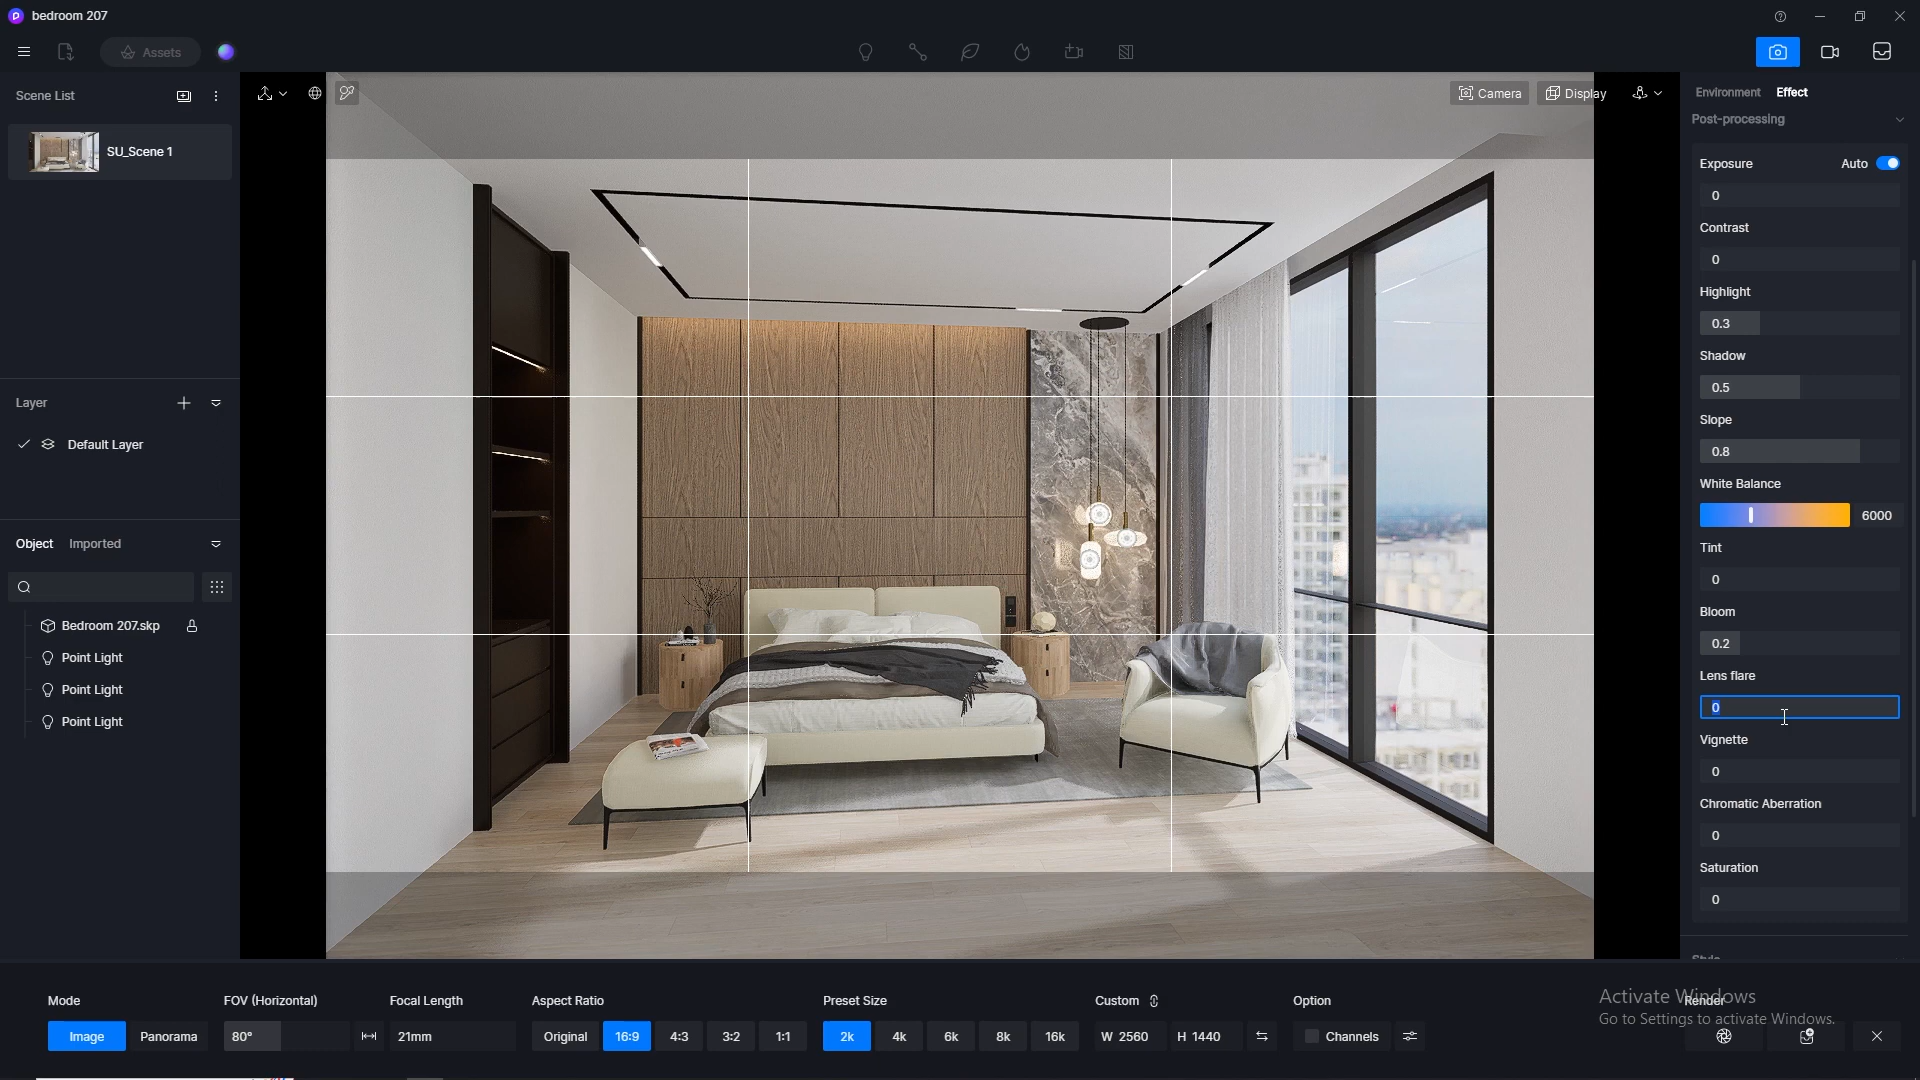 bedroom 207
Assets
Scene List
SU_Scene 1
Layer
Default Layer
Object Imported
Bedroom 207.skp
Point Light
Point Light
Point Light
Camera Display
Environment Effect
Post-processing
Exposure Auto
0
Contrast
0
Highlight
0.3
Shadow
0.5
Slope
0.8
White Balance
6000
Tint
0
Bloom
0.2
Lens flare
0
Vignette
0
Chromatic Aberration
0
Saturation
0
Style
Mode FOV (Horizontal) Focal Length Aspect Ratio Preset Size Custom Option Render
Image Panorama 80° 21mm Original 16:9 4:3 3:2 1:1 2k 4k 6k 8k 16k W 2560 H 1440 Channels
Activate Windows
Go to Settings to activate Windows.